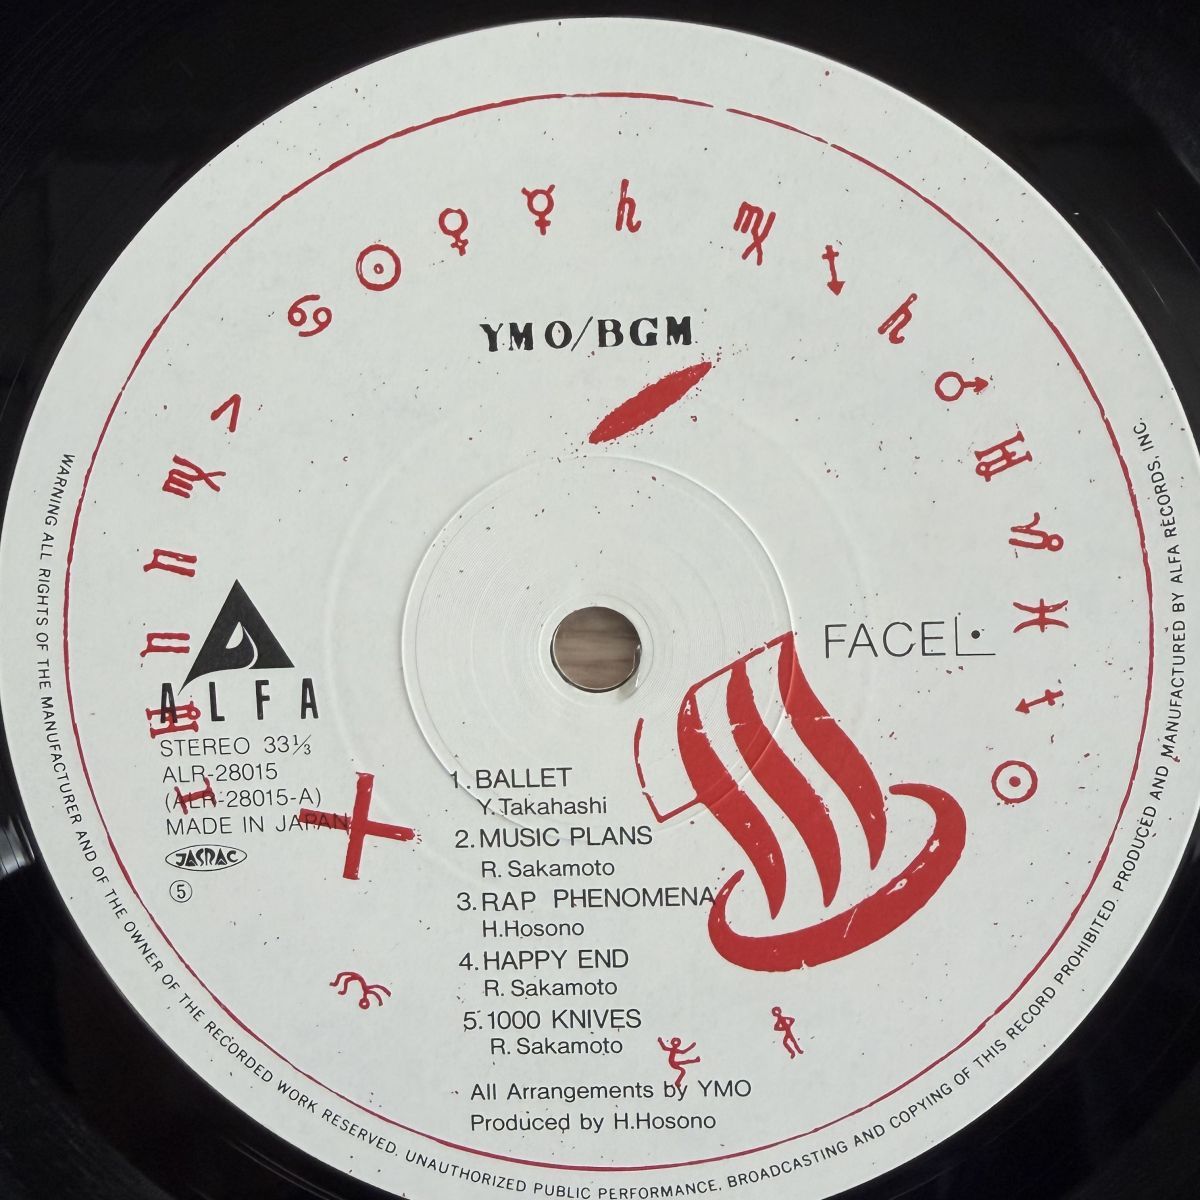 YMO/BGM
FACE L
ALFA
STEREO 33⅓
ALR-28015
(ALR-28015-A)
MADE IN JAPAN
JASRAC
⑤
1. BALLET
Y. Takahashi
2. MUSIC PLANS
R. Sakamoto
3. RAP PHENOMENA
H.Hosono
4. HAPPY END
R. Sakamoto
5. 1000 KNIVES
R. Sakamoto
All Arrangements by YMO
Produced by H.Hosono
WARNING ALL RIGHTS OF THE MANUFACTURER AND OF THE OWNER OF THE RECORDED WORK RESERVED. UNAUTHORIZED PUBLIC PERFORMANCE, BROADCASTING AND COPYING OF THIS RECORD PROHIBITED. PRODUCED AND MANUFACTURED BY ALFA RECORDS, INC.